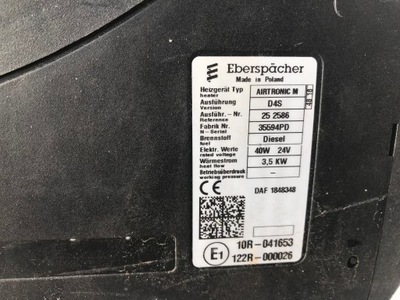 Eberspächer
Made in Poland
Heizgerät Typ AIRTRONIC M
heater
Ausführung D4S
Version
Ausführ.- Nr. 25 2586
Reference
Fabrik Nr. 35594PD
N - Serial
Brennstoff Diesel
fuel
Elektr. Werte 40W 24V
rated voltage
Wärmestrom 3,5 KW
heat flow
Betriebsüberdruck -
working pressure
CE DAF 1848348
10R-041653
E1
122R-000026